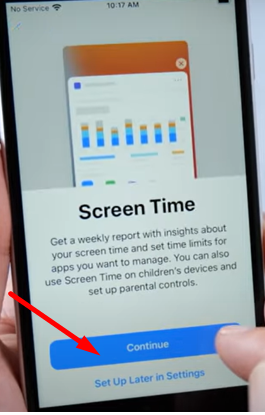 No Service 10:17 AM
Screen Time
Get a weekly report with insights about
your screen time and set time limits for
apps you want to manage. You can also
use Screen Time on children's devices and
set up parental controls.
Continue
Set Up Later in Settings